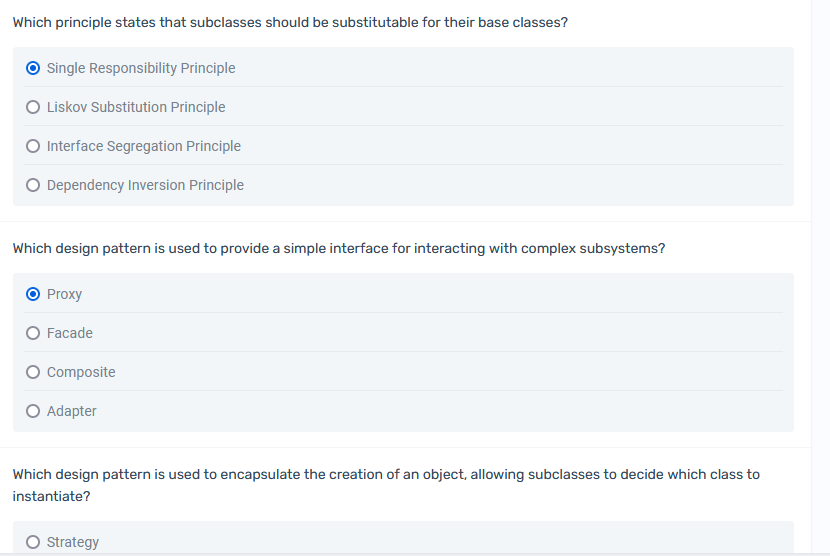 Which principle states that subclasses should be substitutable for their base classes?
Single Responsibility Principle
Liskov Substitution Principle
Interface Segregation Principle
Dependency Inversion Principle
Which design pattern is used to provide a simple interface for interacting with complex subsystems?
Proxy
Facade
Composite
Adapter
Which design pattern is used to encapsulate the creation of an object, allowing subclasses to decide which class to
instantiate?
Strategy